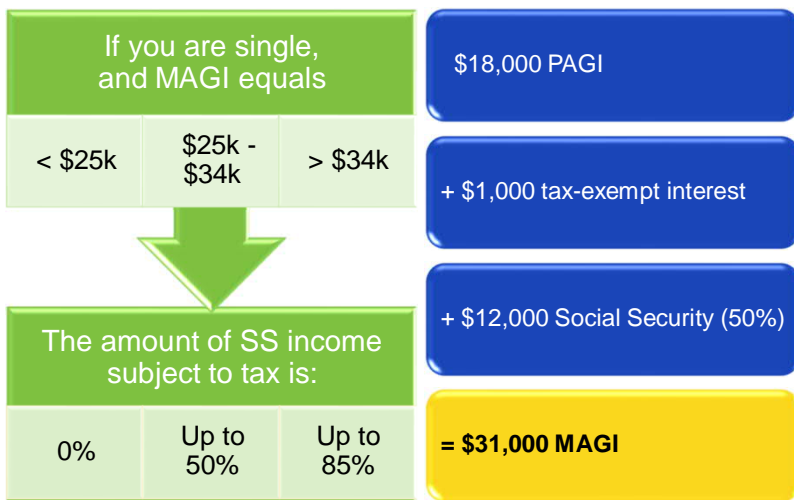 If you are single,
and MAGI equals
< $25k
$25k -
$34k
> $34k
The amount of SS income
subject to tax is:
0%
Up to
50%
Up to
85%
$18,000 PAGI
+ $1,000 tax-exempt interest
+ $12,000 Social Security (50%)
= $31,000 MAGI